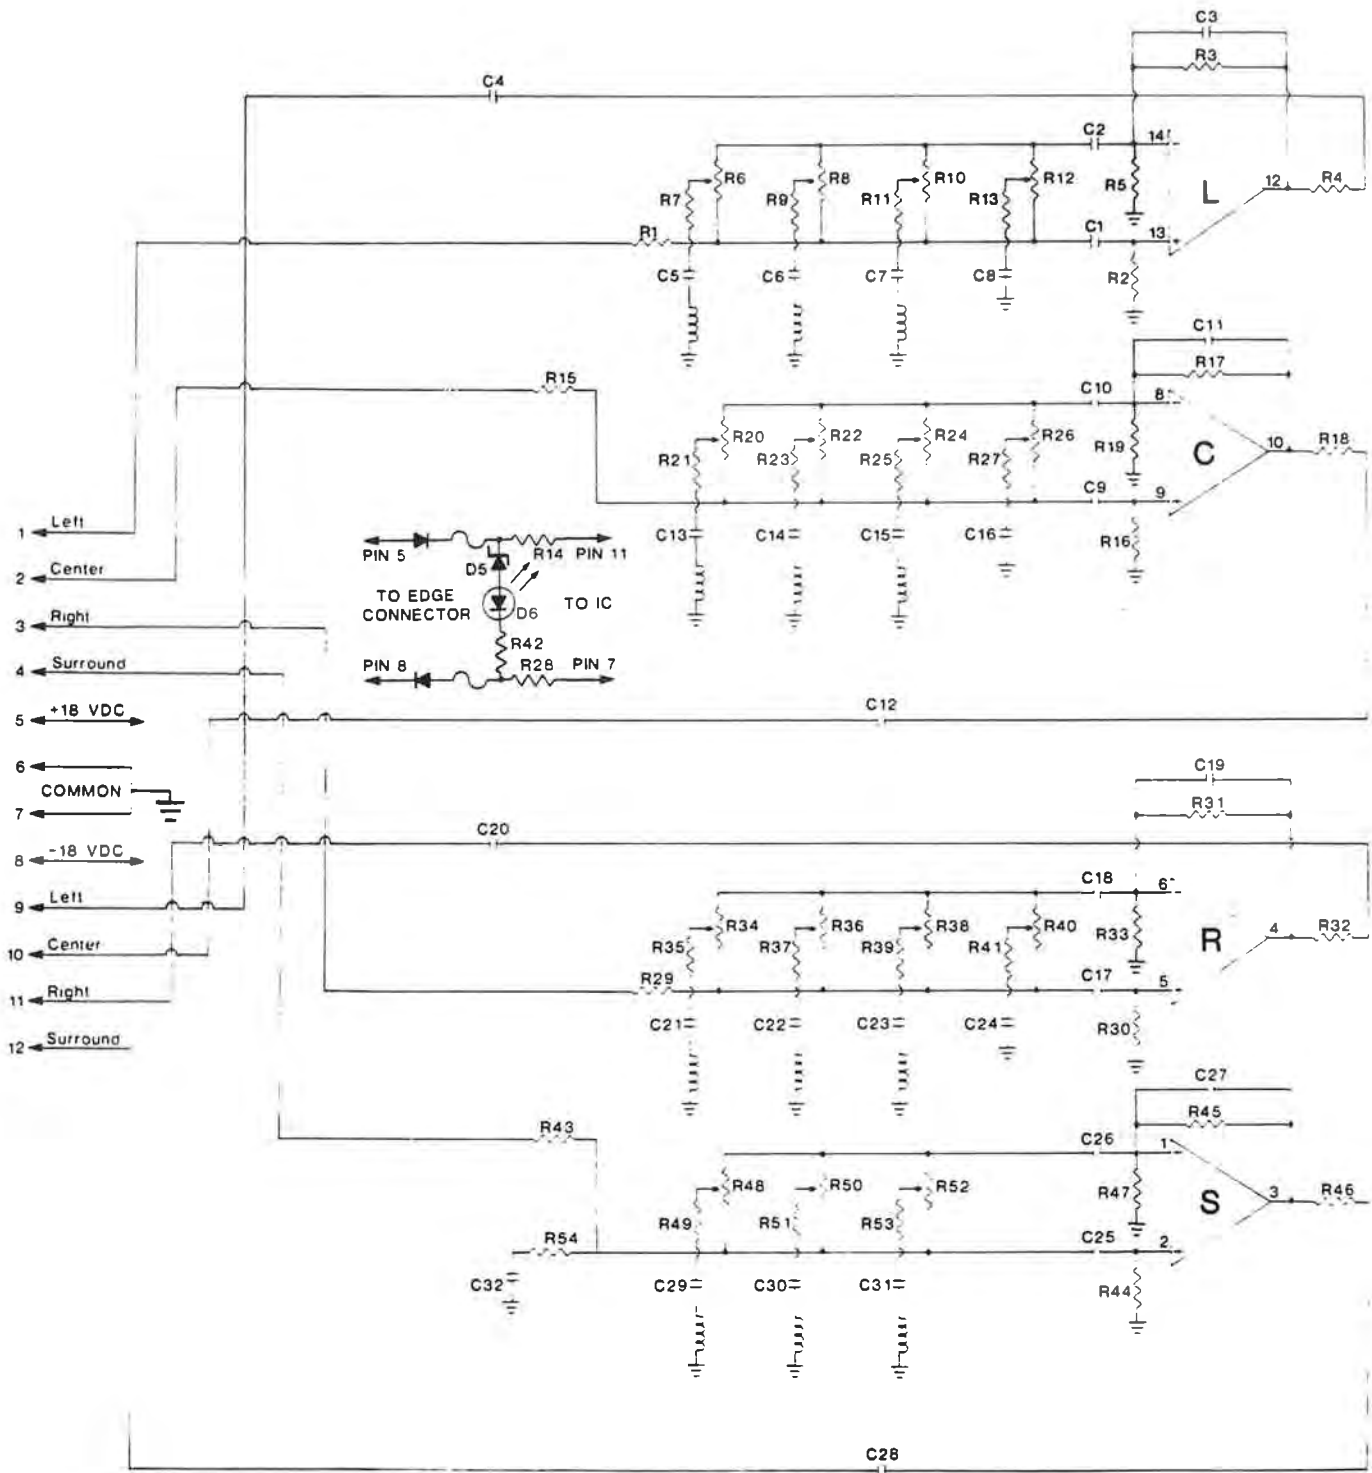 C3
R3
C4
C2
14
R6 R8 R10 R12 R5 L 12 R4
R7 R9 R11 R13
R1 C1 13
C5 C6 C7 C8 R2
C11
R17
R15
C10 8
R20 R22 R24 R26 R19 C 10 R18
R21 R23 R25 R27
C9 9
1 Left
C13 C14 C15 C16 R16
PIN 5 R14 PIN 11
D5
2 Center
TO EDGE CONNECTOR
D6
TO IC
3 Right
R42
4 Surround
PIN 8 R28 PIN 7
5 +18 VDC
C12
6
COMMON
7
C19
R31
8 -18 VDC
C20
9 Left
C18 6
R34 R36 R38 R40 R33 R 4 R32
10 Center
R35 R37 R39 R41
11 Right
R29 C17 5
C21 C22 C23 C24 R30
12 Surround
C27
R45
R43
C26 1
R48 R50 R52 R47 S 3 R46
R49 R51 R53
R54 C25 2
C32 C29 C30 C31 R44
C28